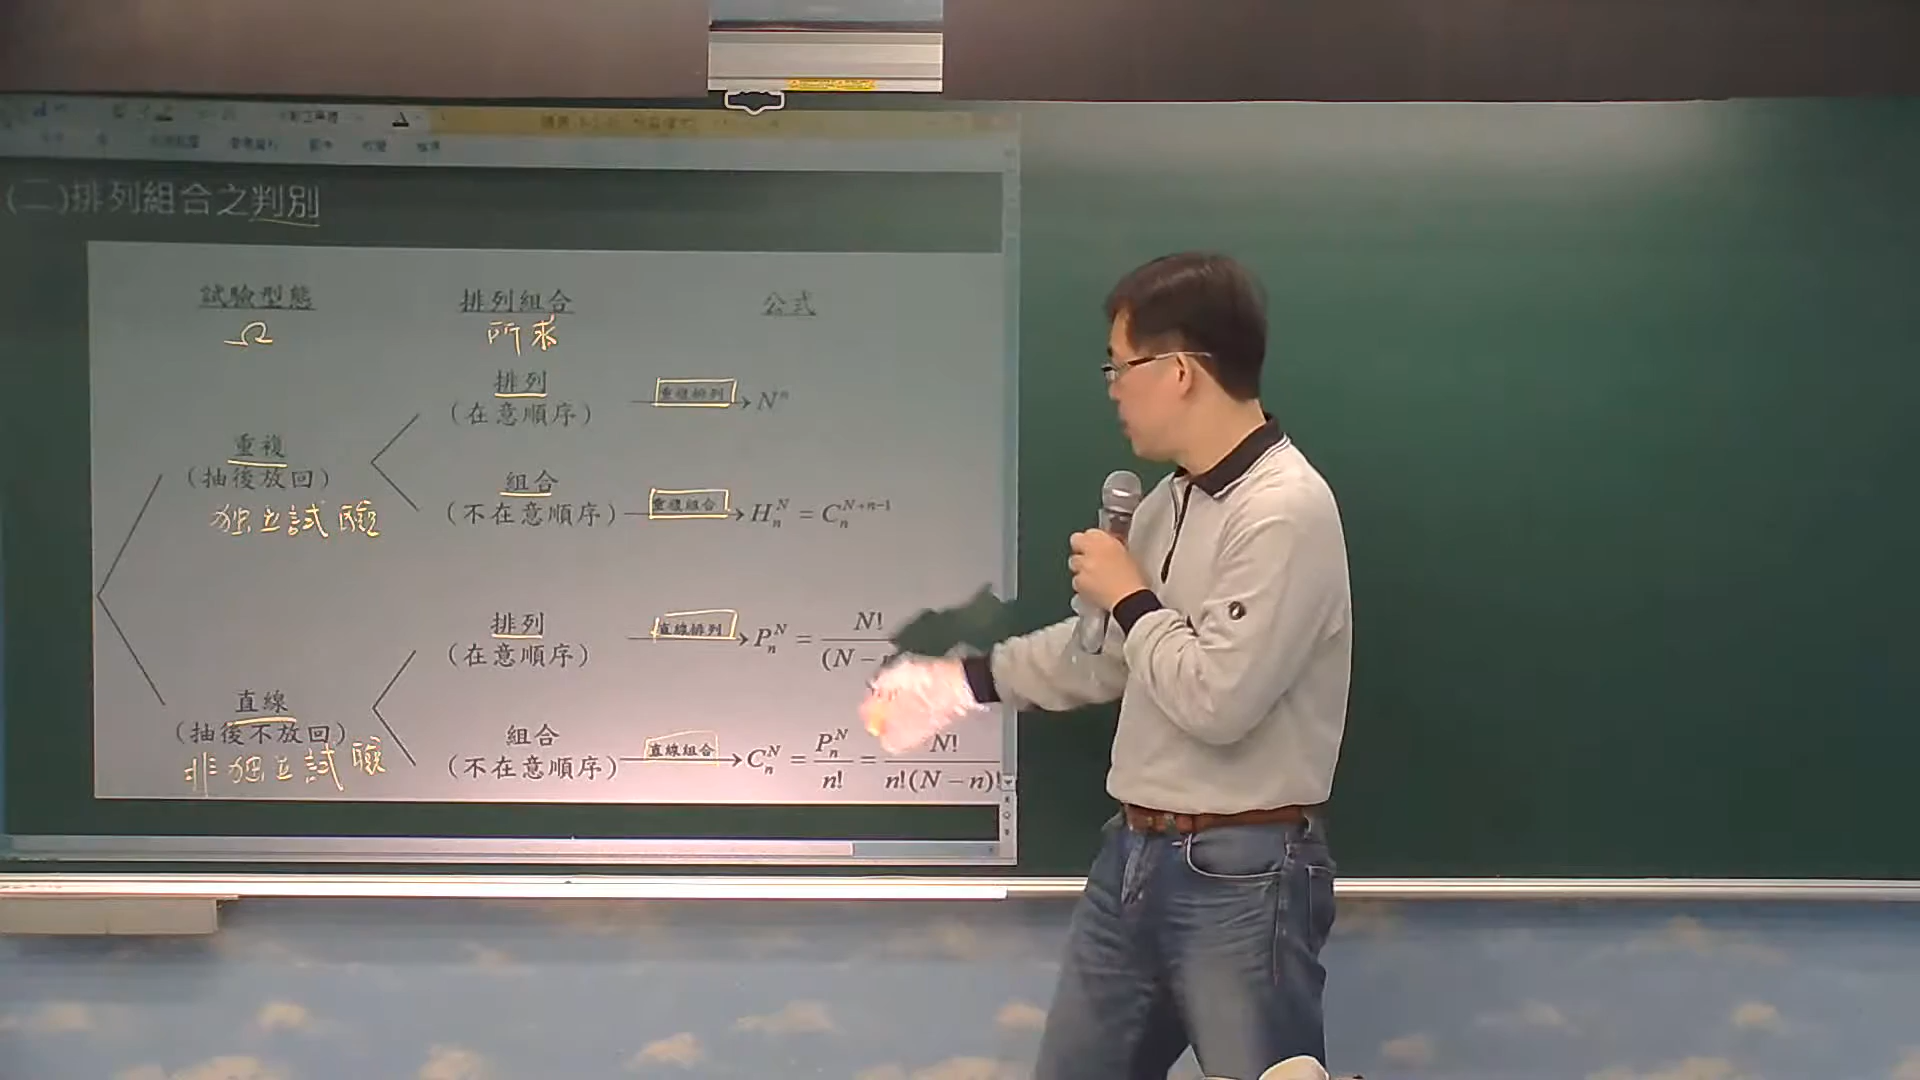 (二)排列組合之判別
試驗型態 排列組合 公式
Ω 所求
排列
(在意順序) 重複排列 Nⁿ
重複
(抽後放回)
獨立試驗
組合
(不在意順序) 重複組合 H_n^N = C_n^{N+n-1}
排列
(在意順序) 直線排列 P_n^N = N! / (N −
直線
(抽後不放回)
非獨立試驗
組合
(不在意順序) 直線組合 C_n^N = P_n^N / n! = N! / n!(N − n)!